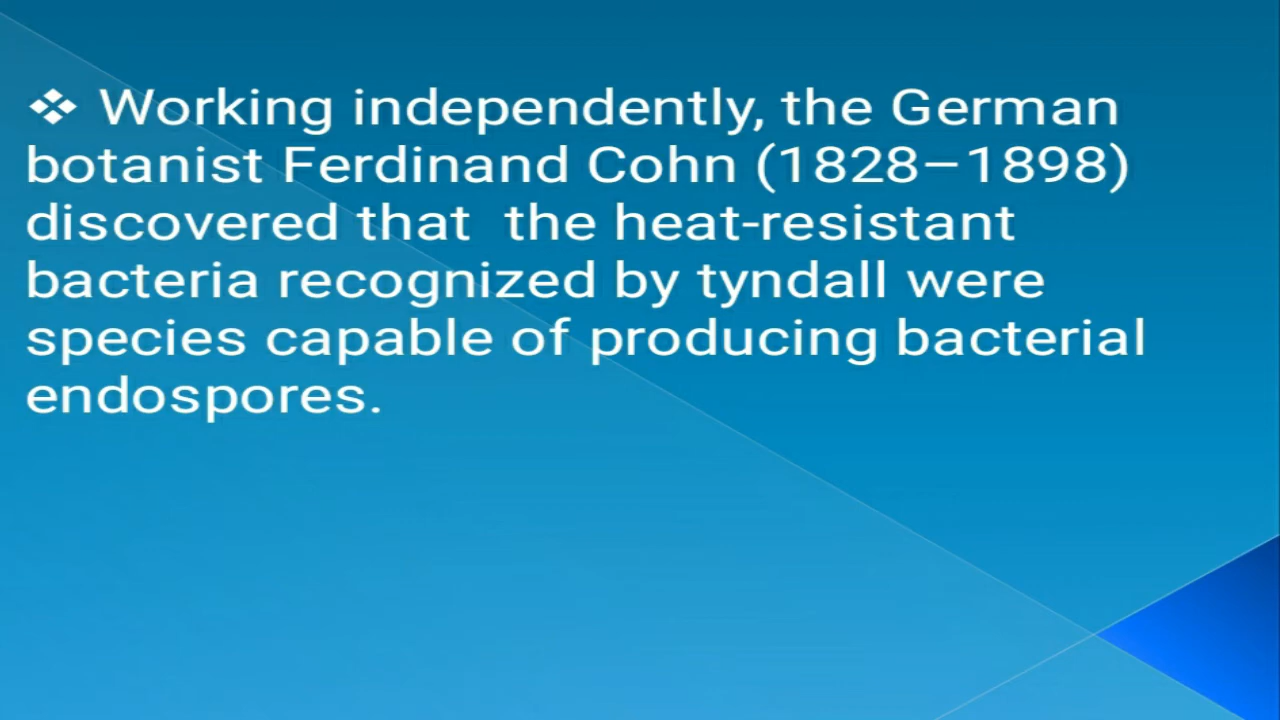 ❖ Working independently, the German
botanist Ferdinand Cohn (1828–1898)
discovered that  the heat-resistant
bacteria recognized by tyndall were
species capable of producing bacterial
endospores.